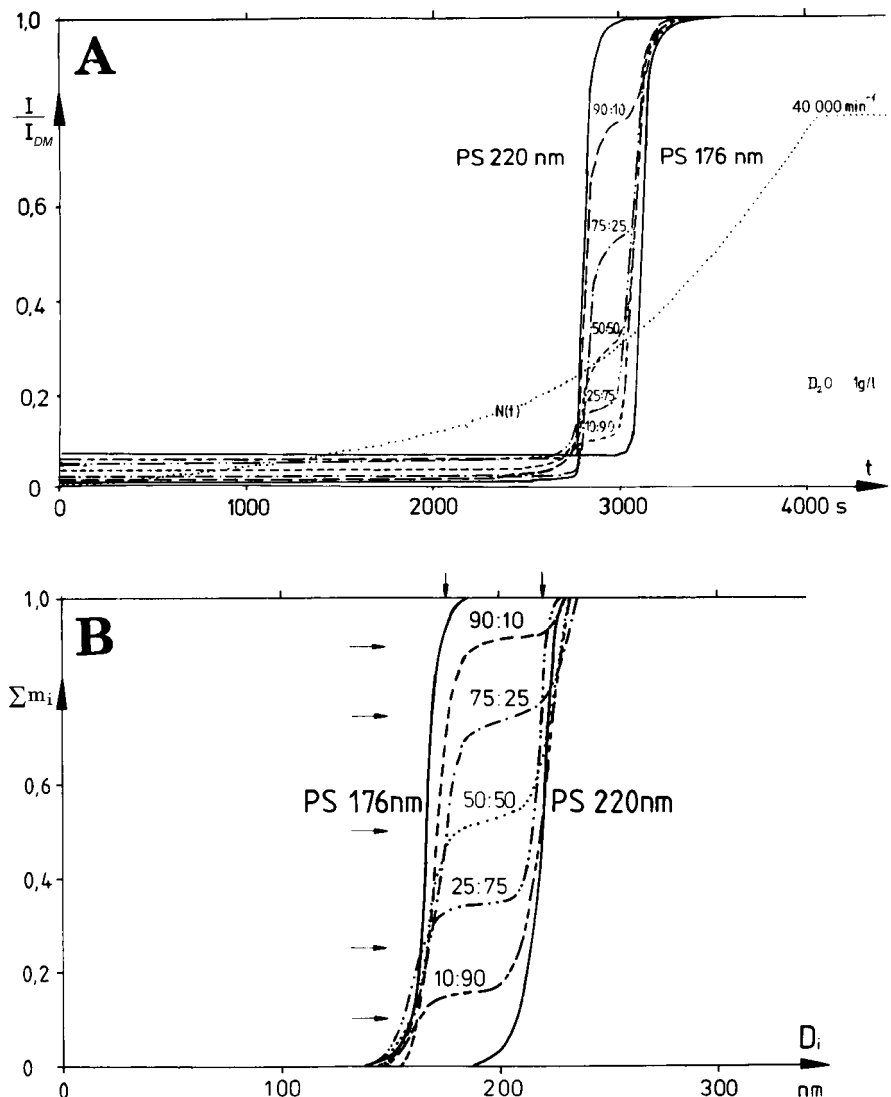 A
1,0
I
I_DM
0,6
0,4
0,2
0
0
1000
2000
3000
4000 s
t
PS 220 nm
PS 176 nm
90:10
75:25
50:50
25:75
10:90
N(t)
40 000 min⁻¹
D₂O 1g/l
B
1,0
Σmᵢ
0,6
0,4
0,2
0
0
100
200
300
nm
Dᵢ
90:10
75:25
PS 176nm
50:50
PS 220nm
25:75
10:90